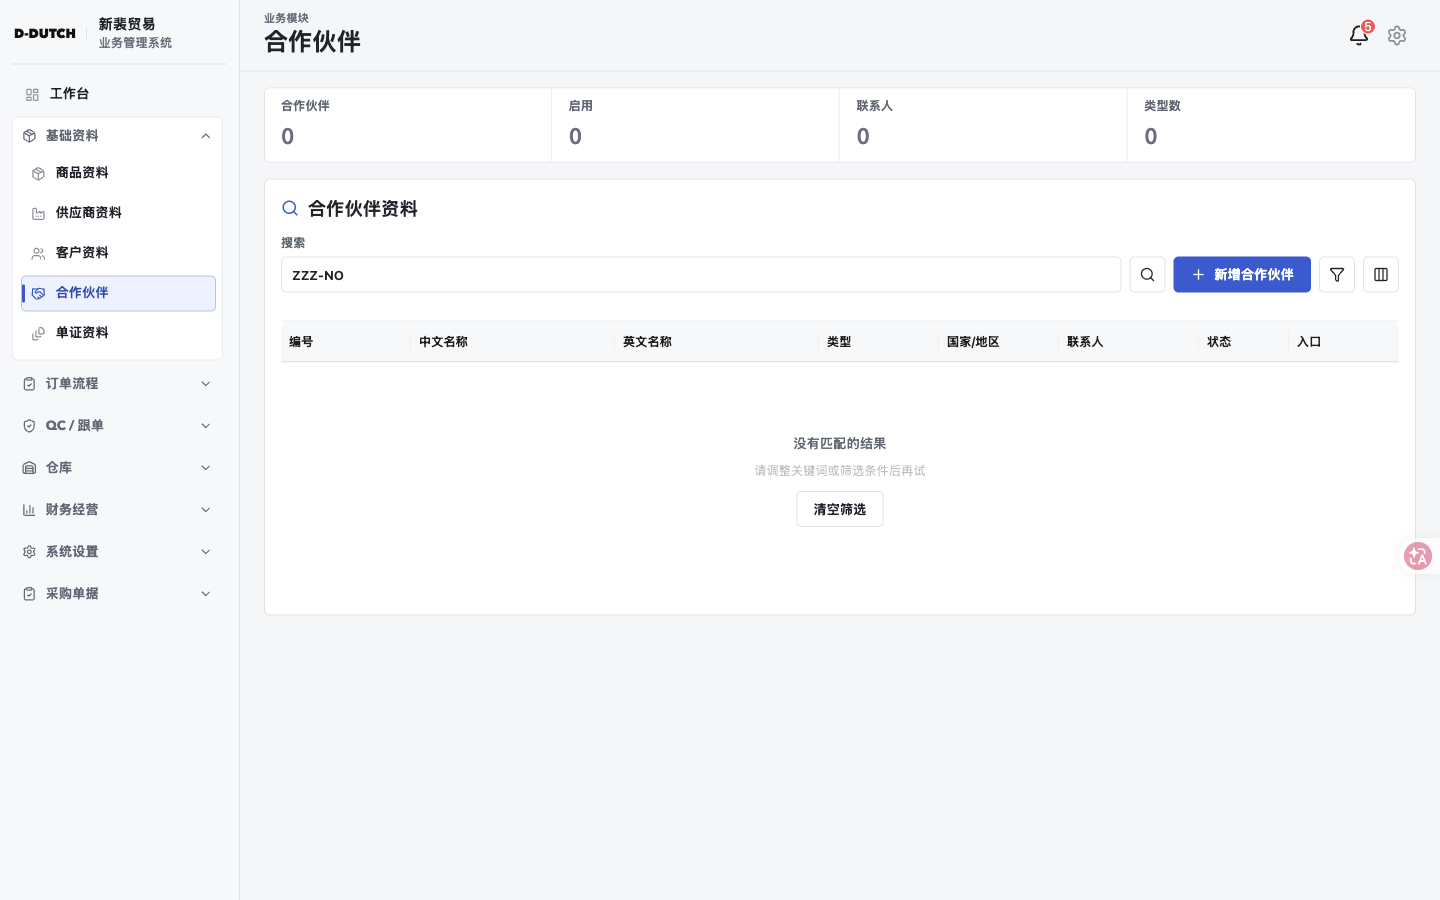 D-DUTCH
新裴贸易
业务管理系统
工作台
基础资料
商品资料
供应商资料
客户资料
合作伙伴
单证资料
订单流程
QC / 跟单
仓库
财务经营
系统设置
采购单据
业务模块
合作伙伴
5
合作伙伴
0
启用
0
联系人
0
类型数
0
合作伙伴资料
搜索
ZZZ-NO
新增合作伙伴
编号 中文名称 英文名称 类型 国家/地区 联系人 状态 入口
没有匹配的结果
请调整关键词或筛选条件后再试
清空筛选